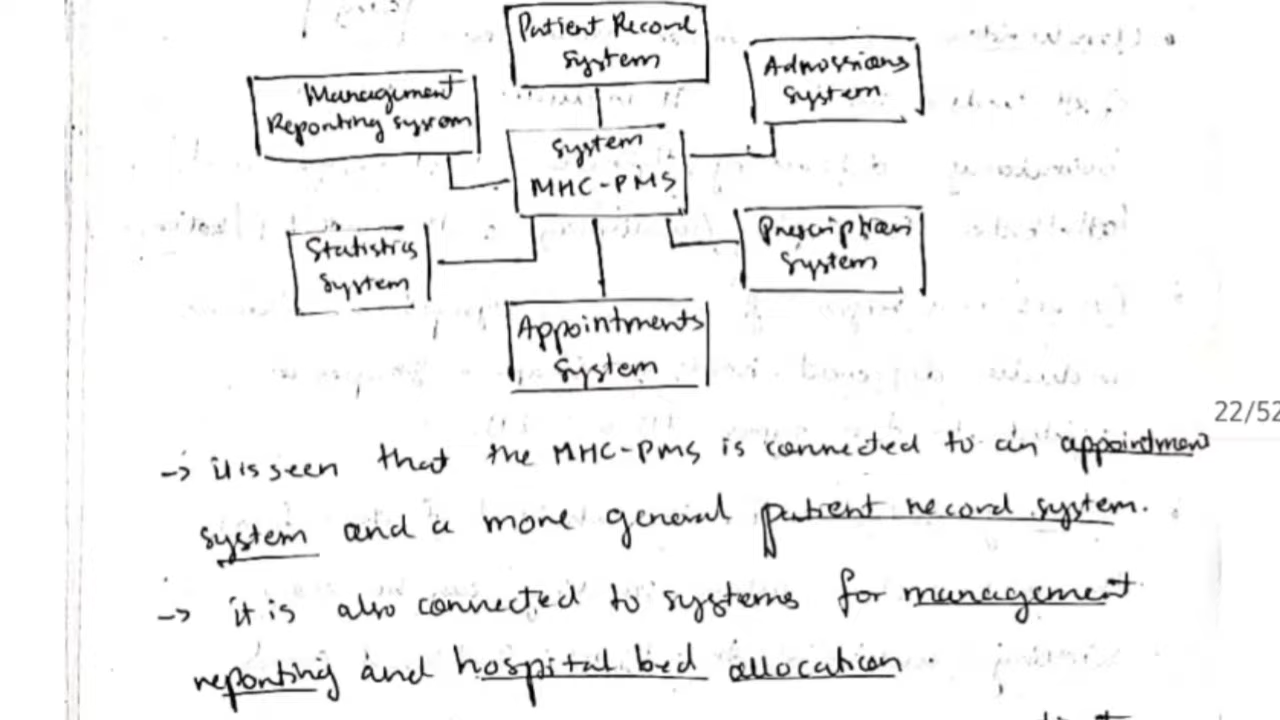 Patient Record
System
Admissions
System
Management
Reporting system
System
MHC-PMS
Statistics
System
Prescription
System
Appointments
System
22/52
-> it is seen that the MHC-PMS is connected to an appointment
system and a more general patient record system.
-> it is also connected to systems for management
reporting and hospital bed allocation.